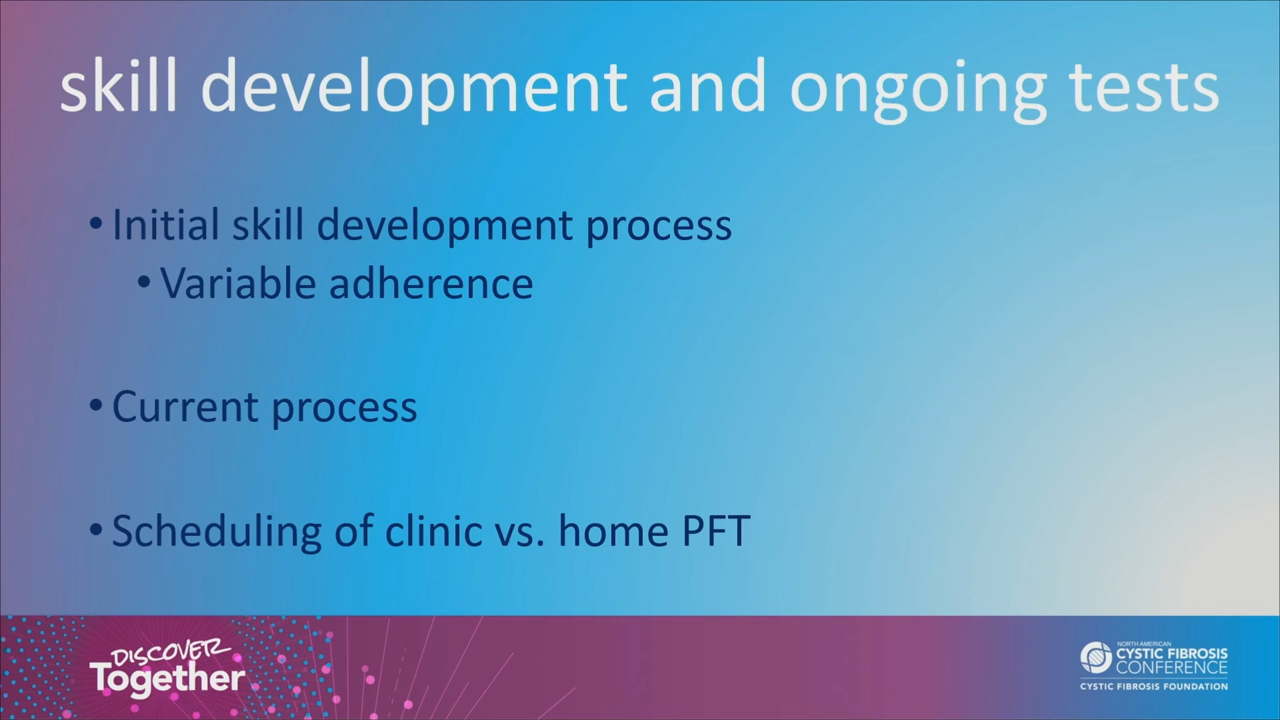 skill development and ongoing tests
• Initial skill development process
• Variable adherence
• Current process
• Scheduling of clinic vs. home PFT
DISCOVER
Together
NORTH AMERICAN
CYSTIC FIBROSIS
CONFERENCE
CYSTIC FIBROSIS FOUNDATION